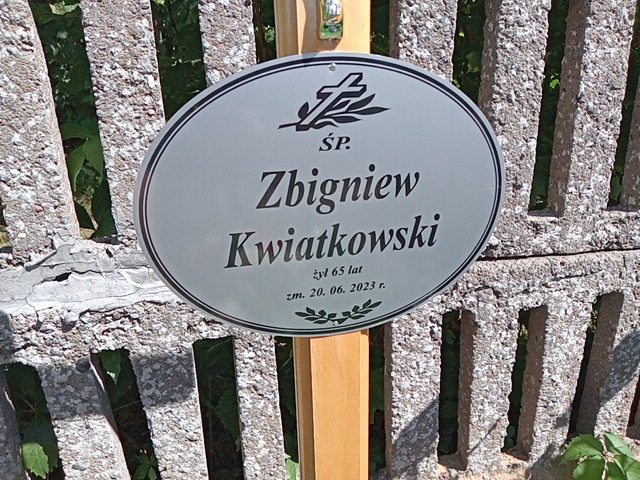 ŚP.
Zbigniew
Kwiatkowski
żył 65 lat
zm. 20. 06. 2023 r.